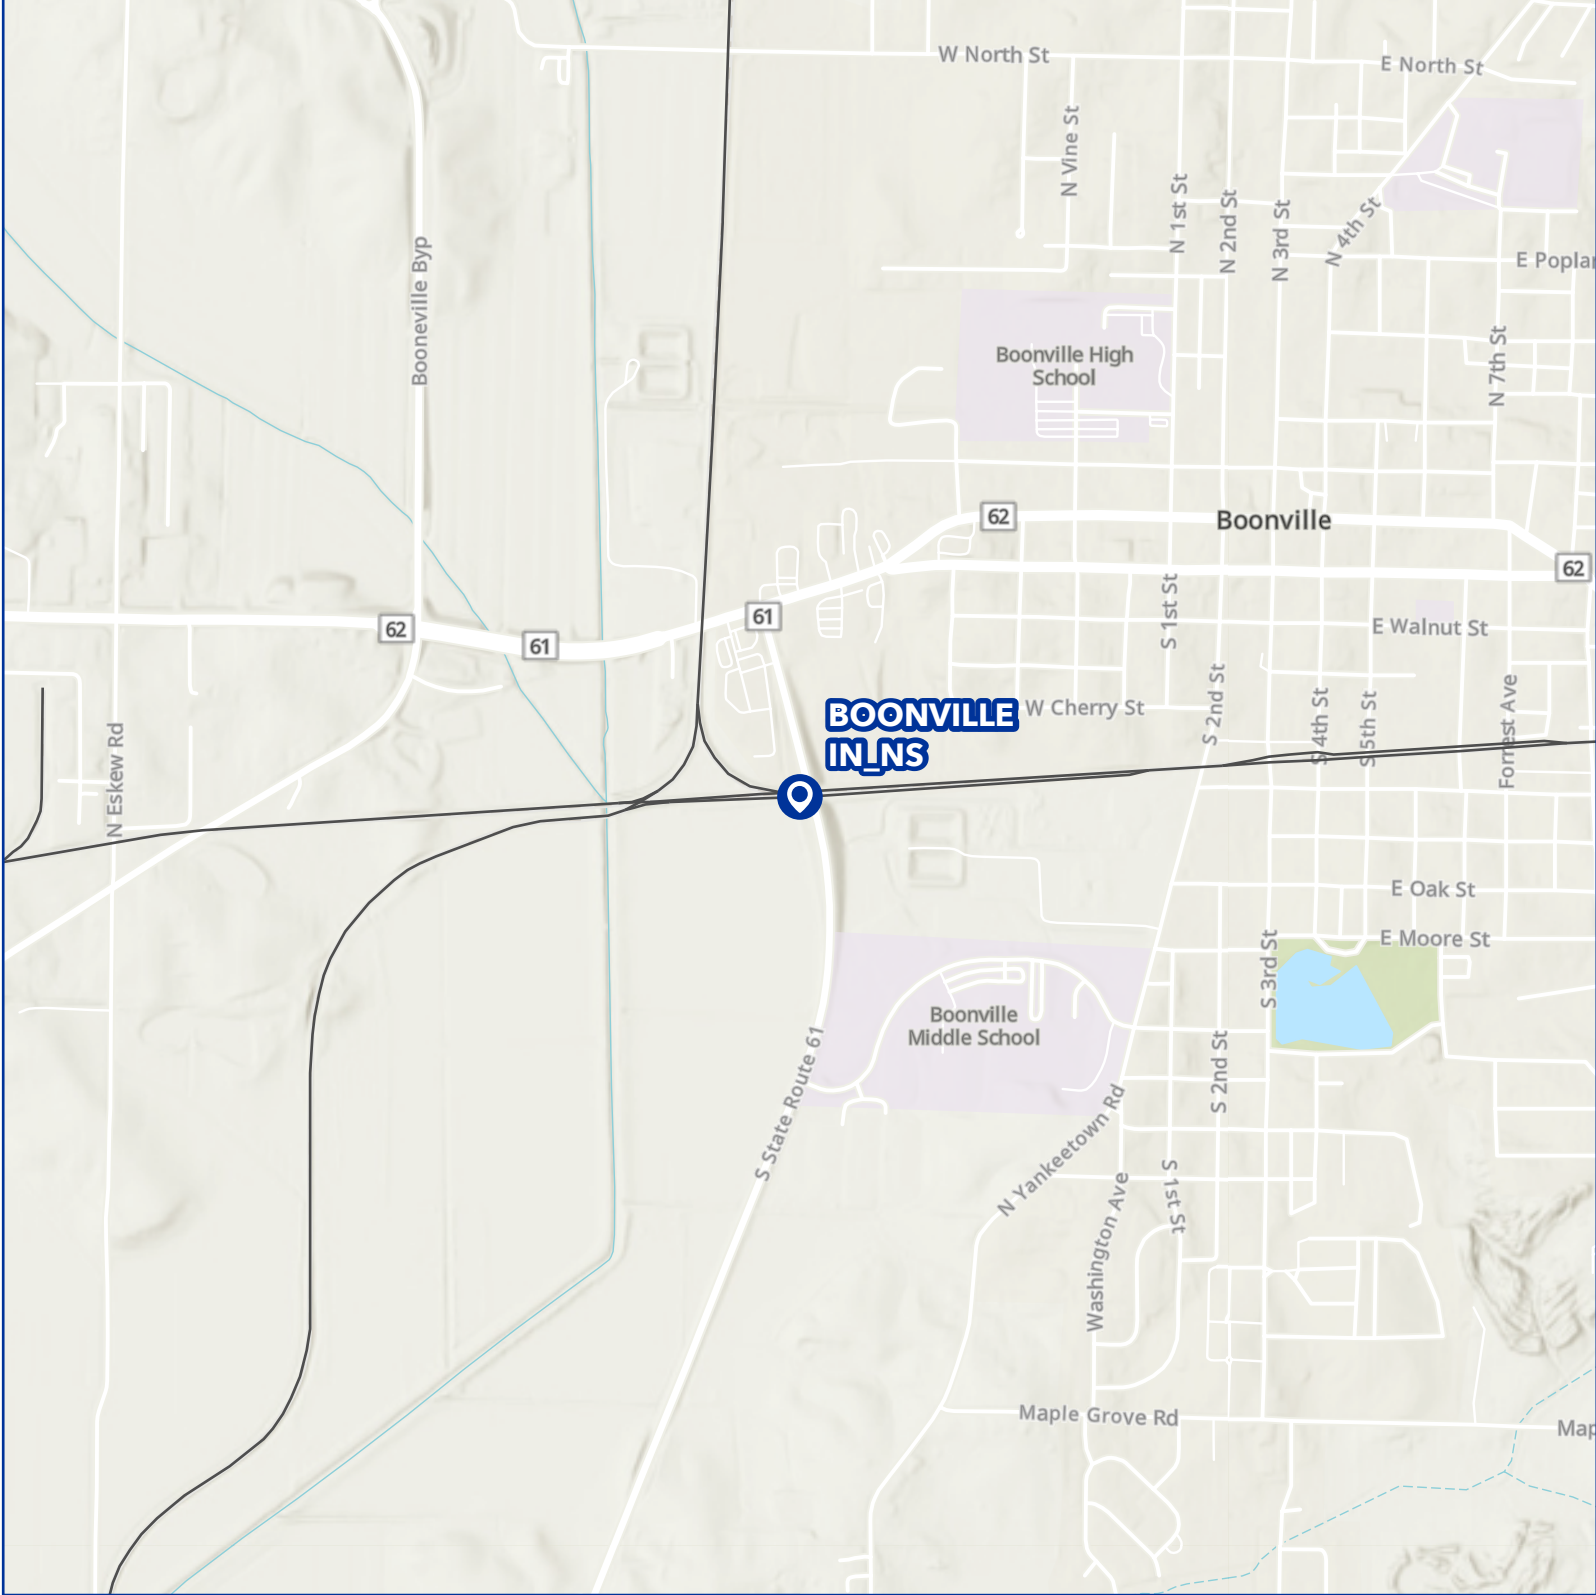 W North St
E North St
N Vine St
N 1st St
N 2nd St
N 3rd St
N 4th St
E Poplar
Booneville Byp
Boonville High
School
N 7th St
62
Boonville
62
61
62
61
S 1st St
E Walnut St
S 2nd St
W Cherry St
S 4th St
S 5th St
Forrest Ave
BOONVILLE
IN_NS
N Eskew Rd
E Oak St
E Moore St
S 3rd St
Boonville
Middle School
S State Route 61
S 2nd St
N Yankeetown Rd
Washington Ave
S 1st St
Maple Grove Rd
Map